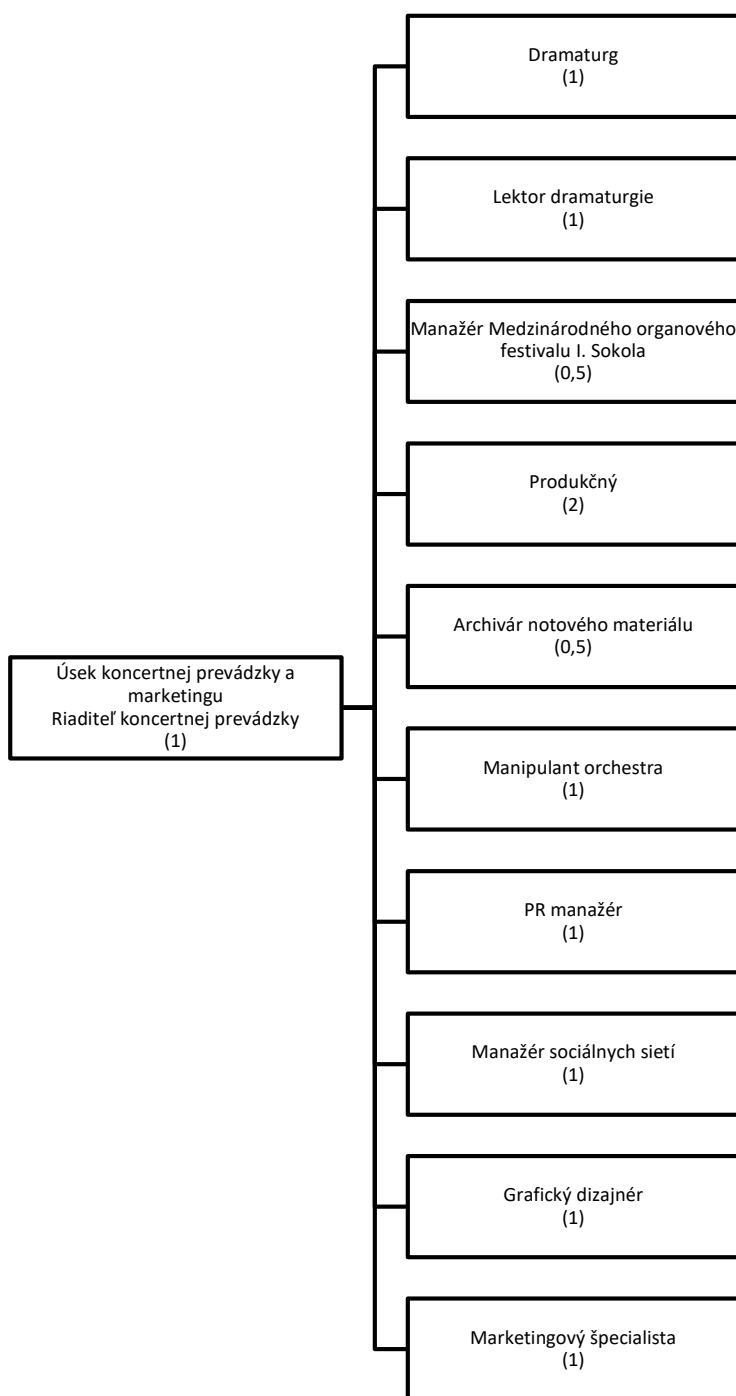 Dramaturg
(1)
Lektor dramaturgie
(1)
Manažér Medzinárodného organového
festivalu I. Sokola
(0,5)
Produkčný
(2)
Archivár notového materiálu
(0,5)
Úsek koncertnej prevádzky a
marketingu
Riaditeľ koncertnej prevádzky
(1)
Manipulant orchestra
(1)
PR manažér
(1)
Manažér sociálnych sietí
(1)
Grafický dizajnér
(1)
Marketingový špecialista
(1)